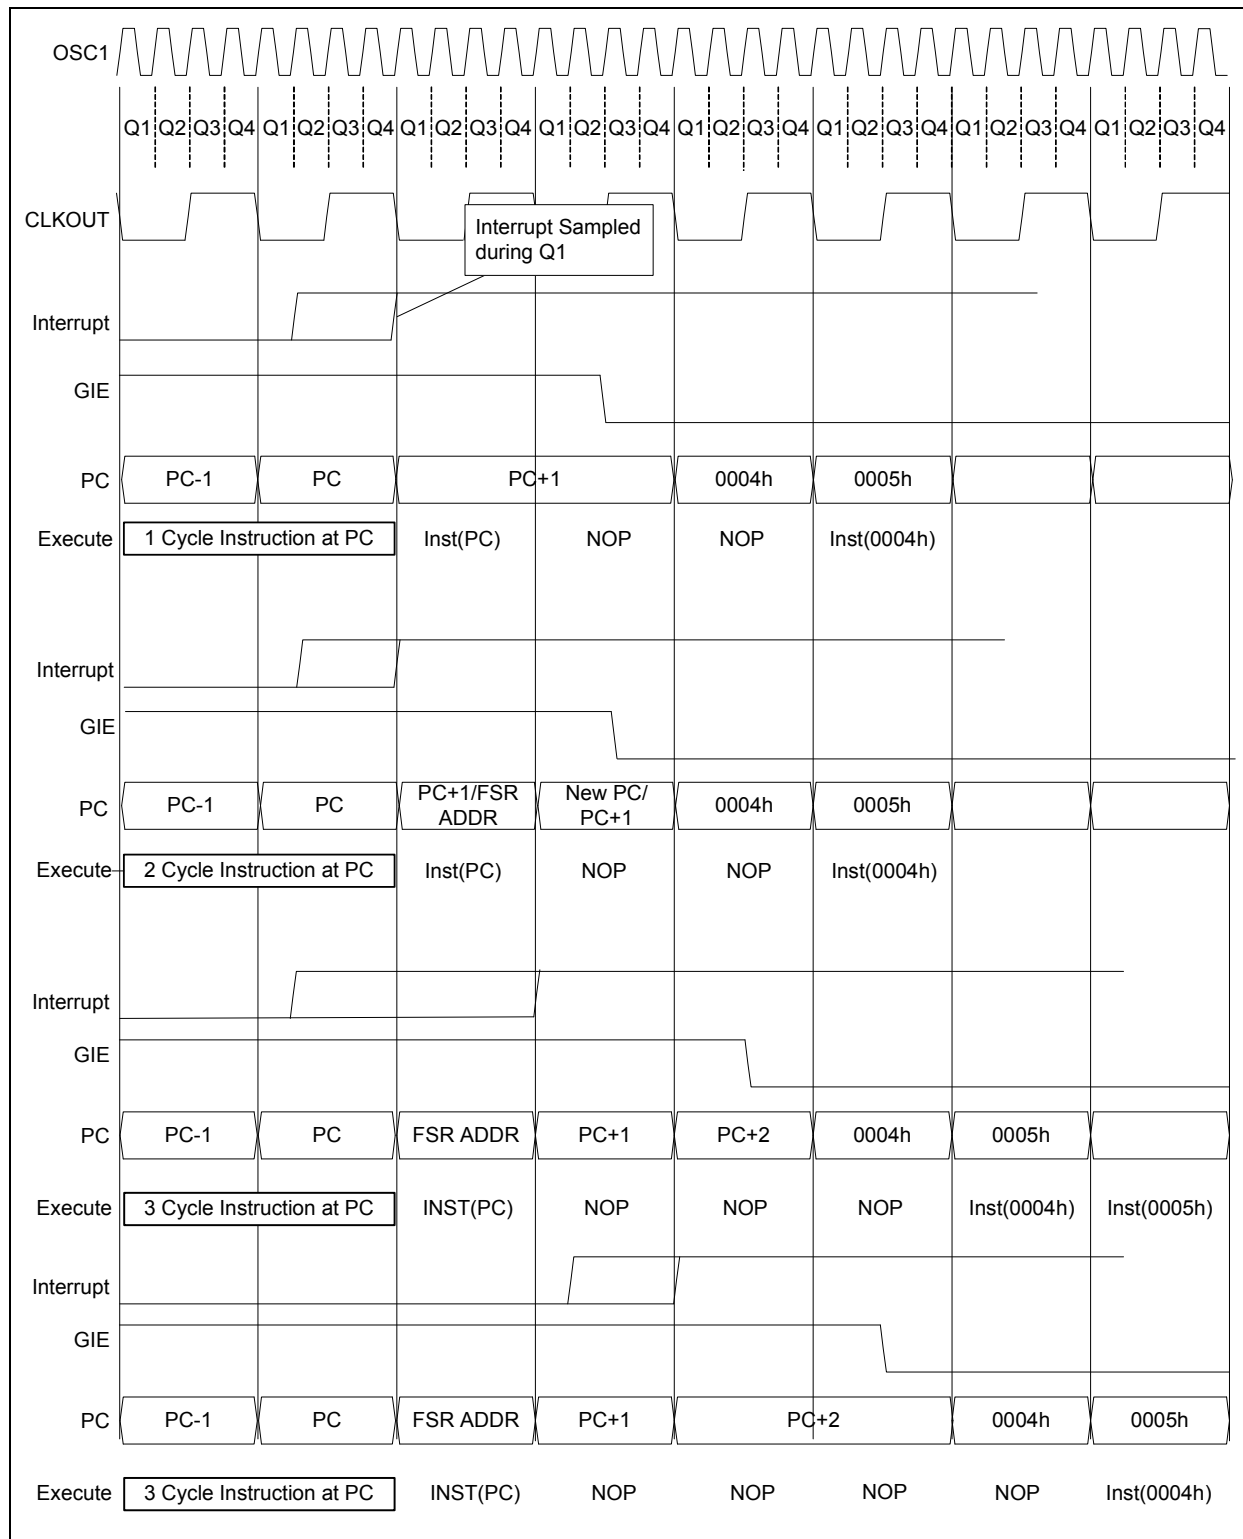 OSC1
Q1 Q2 Q3 Q4 Q1 Q2 Q3 Q4 Q1 Q2 Q3 Q4 Q1 Q2 Q3 Q4 Q1 Q2 Q3 Q4 Q1 Q2 Q3 Q4 Q1 Q2 Q3 Q4 Q1 Q2 Q3 Q4
CLKOUT
Interrupt Sampled
during Q1
Interrupt
GIE
PC PC-1 PC PC+1 0004h 0005h
Execute 1 Cycle Instruction at PC Inst(PC) NOP NOP Inst(0004h)
Interrupt
GIE
PC PC-1 PC PC+1/FSR ADDR New PC/ PC+1 0004h 0005h
Execute 2 Cycle Instruction at PC Inst(PC) NOP NOP Inst(0004h)
Interrupt
GIE
PC PC-1 PC FSR ADDR PC+1 PC+2 0004h 0005h
Execute 3 Cycle Instruction at PC INST(PC) NOP NOP NOP Inst(0004h) Inst(0005h)
Interrupt
GIE
PC PC-1 PC FSR ADDR PC+1 PC+2 0004h 0005h
Execute 3 Cycle Instruction at PC INST(PC) NOP NOP NOP NOP Inst(0004h)